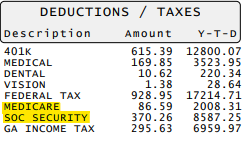 DEDUCTIONS / TAXES
Description Amount Y-T-D
401K 615.39 12800.07
MEDICAL 169.85 3523.95
DENTAL 10.62 220.34
VISION 1.38 28.64
FEDERAL TAX 928.95 17214.71
MEDICARE 86.59 2008.31
SOC SECURITY 370.26 8587.25
GA INCOME TAX 295.63 6959.97